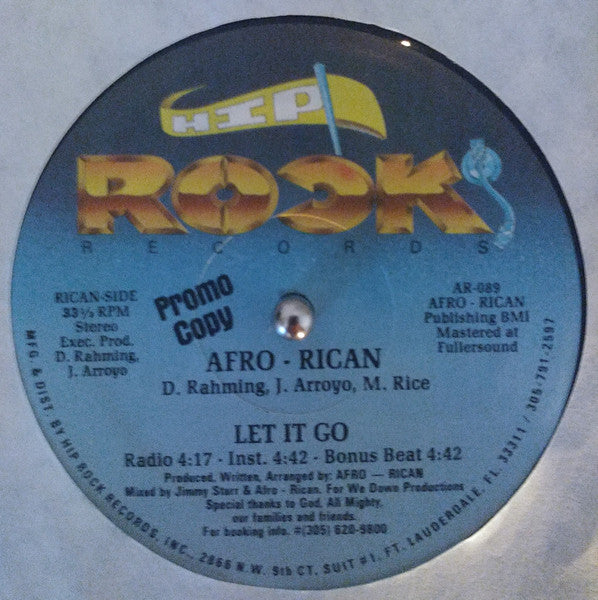 HIP
ROCK
RECORDS
RICAN-SIDE
33⅓ RPM
Stereo
Exec. Prod.
D. Rahming,
J. Arroyo
Promo
Copy
AR-089
AFRO - RICAN
Publishing BMI
Mastered at
Fullersound
AFRO - RICAN
D. Rahming, J. Arroyo, M. Rice
LET IT GO
Radio 4:17 - Inst. 4:42 - Bonus Beat 4:42
Produced, Written, Arranged by: AFRO — RICAN
Mixed by Jimmy Starr & Afro - Rican. For We Down Productions
Special thanks to God, All Mighty,
our families and friends.
For booking info. #(305) 620-9800
MFG. & DIST. BY HIP ROCK RECORDS, INC., 2866 N.W. 9th CT. SUIT #1, FT. LAUDERDALE, FL. 33311 / 305-791-2597